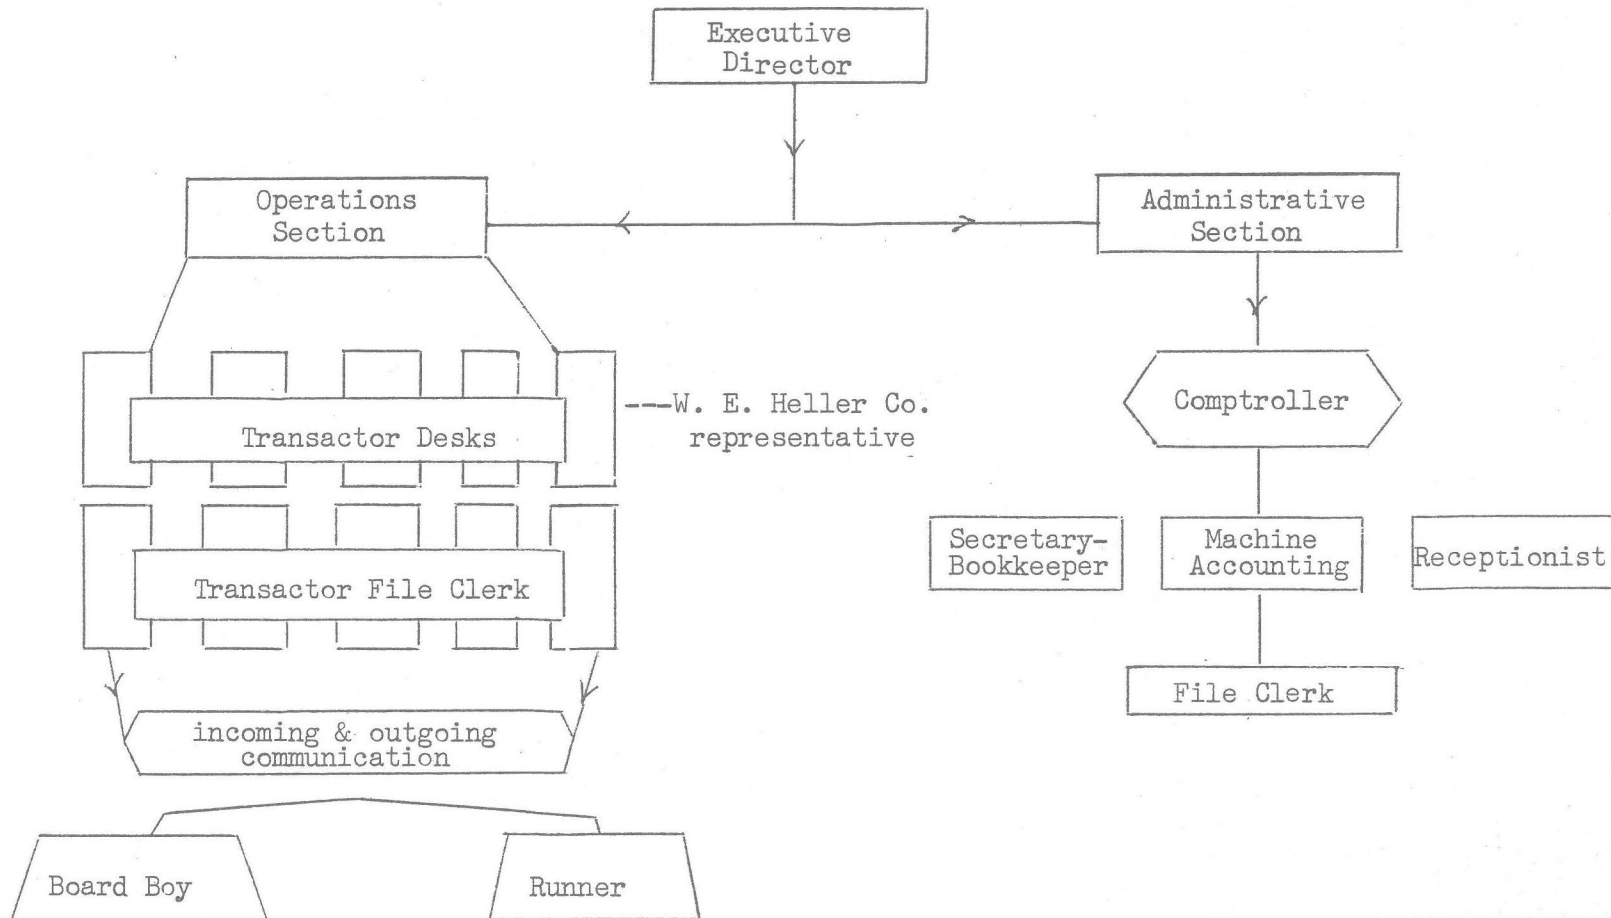 Executive
Director
Operations
Section
Administrative
Section
Transactor Desks
---W. E. Heller Co.
representative
Comptroller
Transactor File Clerk
Secretary-
Bookkeeper
Machine
Accounting
Receptionist
File Clerk
incoming & outgoing
communication
Board Boy
Runner